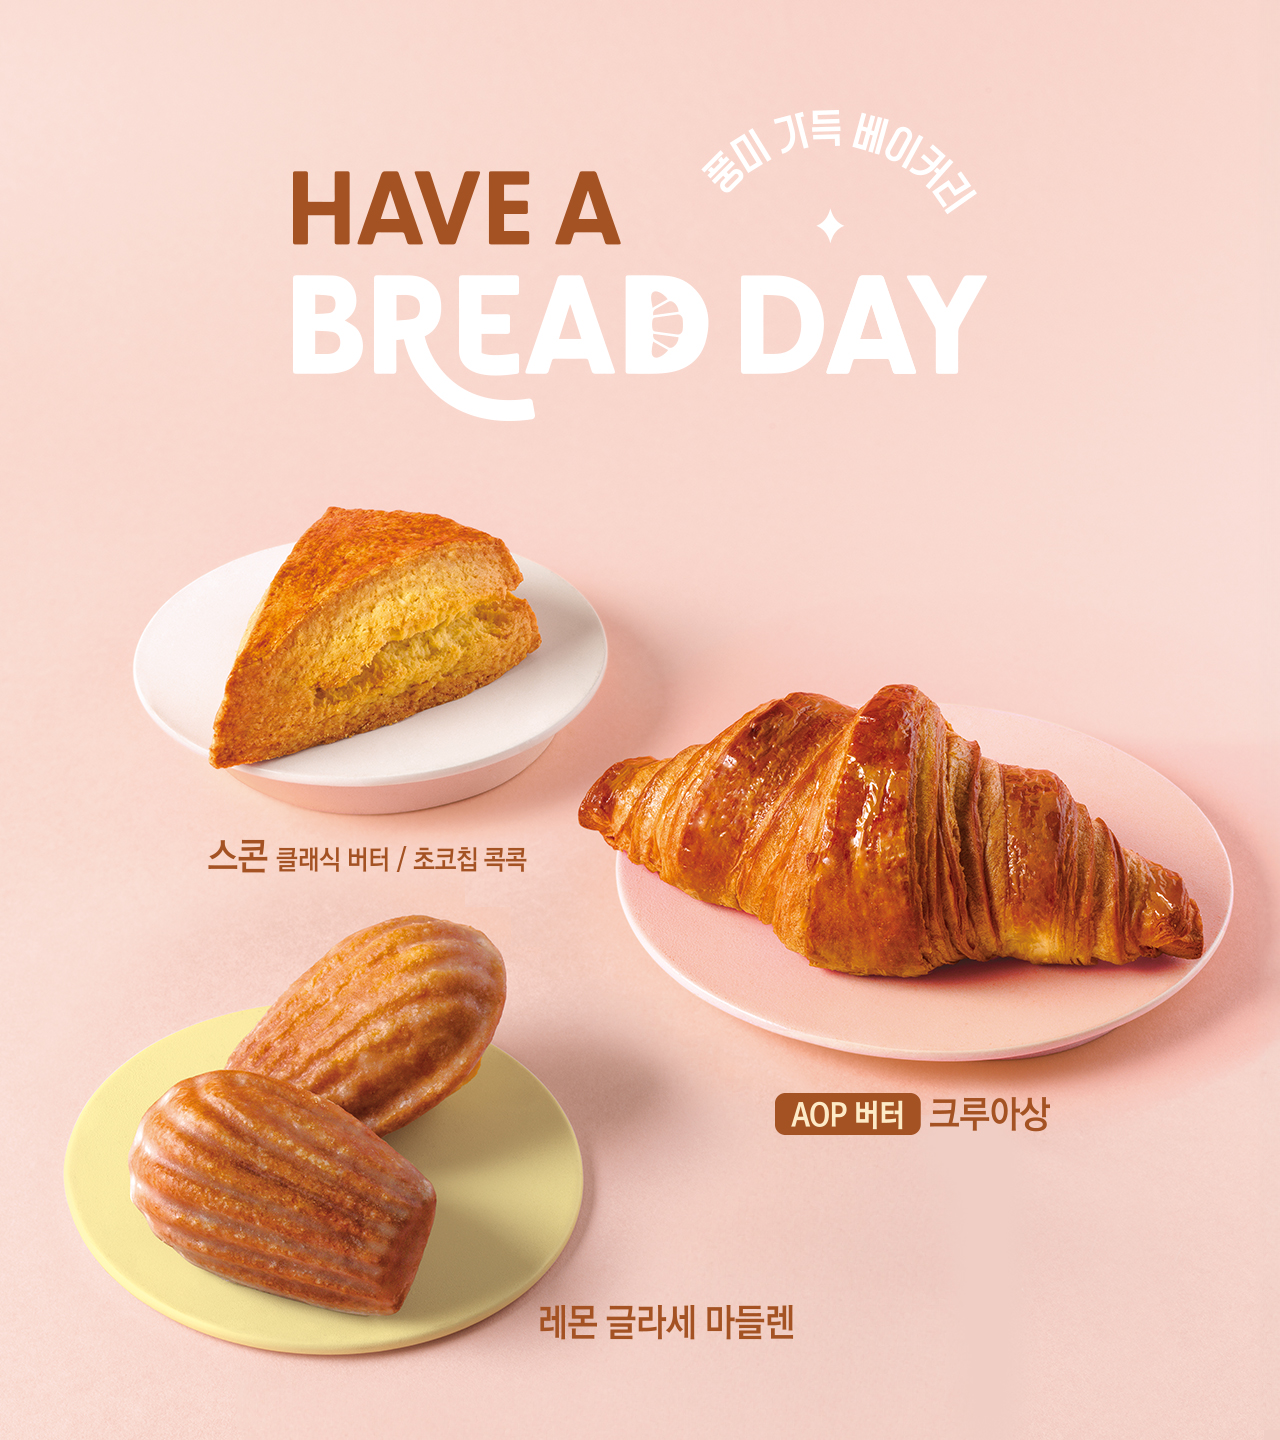 풍미 가득 베이커리
HAVE A
BREAD DAY
스콘 클래식 버터 / 초코칩 콕콕
AOP 버터 크루아상
레몬 글라세 마들렌